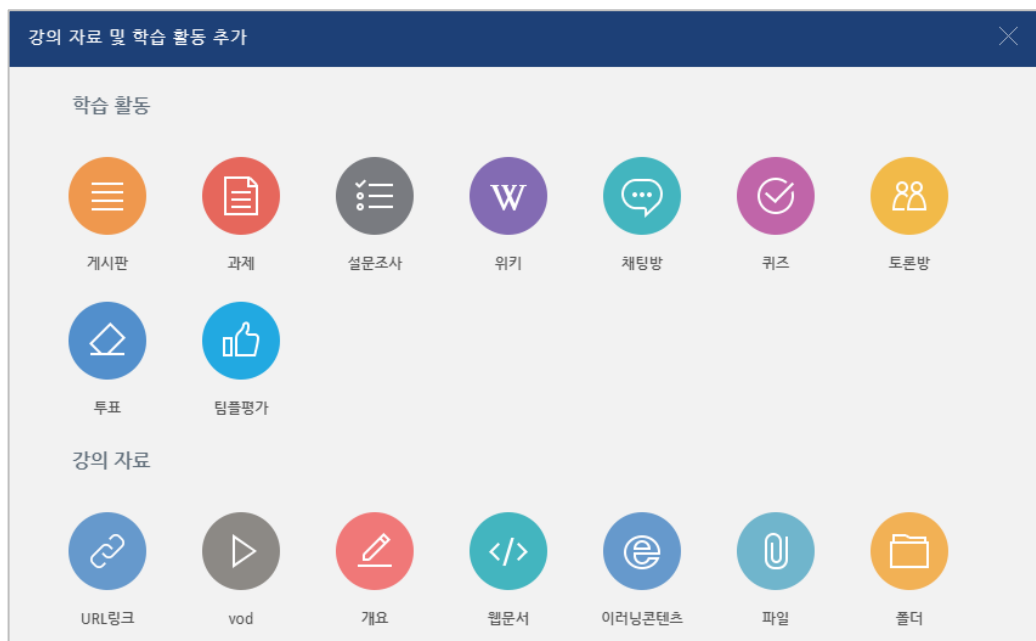 강의 자료 및 학습 활동 추가
학습 활동
게시판 과제 설문조사 위키 채팅방 퀴즈 토론방
투표 팀플평가
강의 자료
URL링크 vod 개요 웹문서 이러닝콘텐츠 파일 폴더